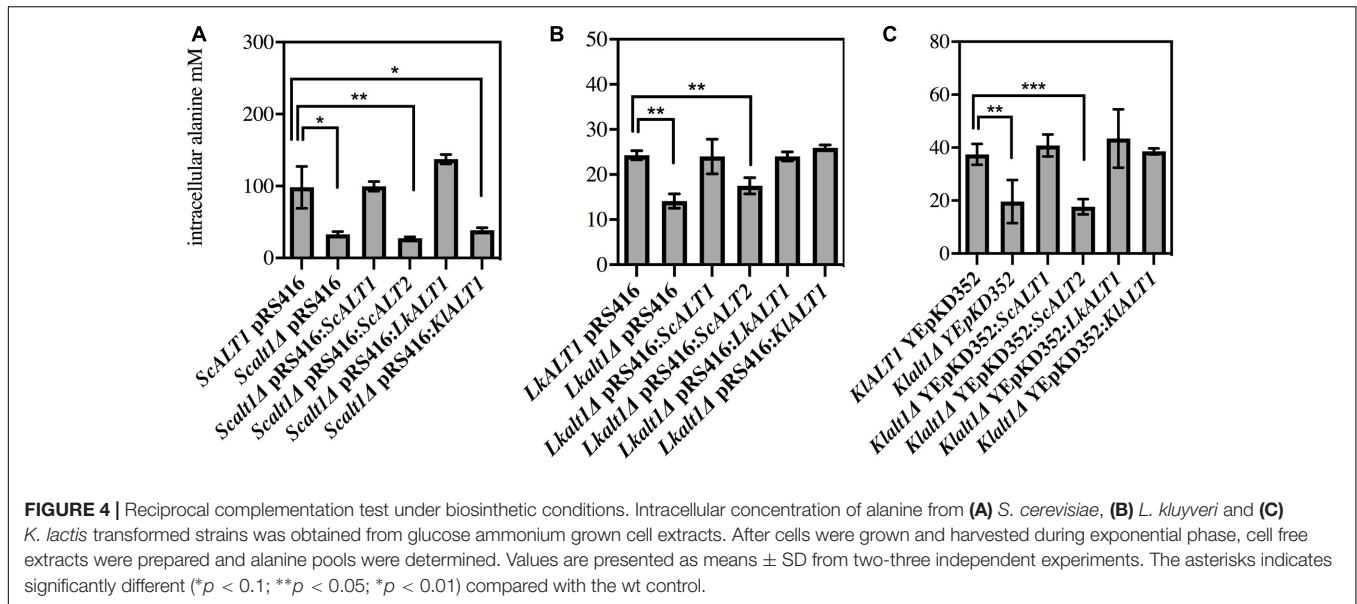 A
B
C
intracellular alanine mM
300
200
100
0
*
**
*
ScALT1 pRS416
Scalt1Δ pRS416
Scalt1Δ pRS416:ScALT1
Scalt1Δ pRS416:ScALT2
Scalt1Δ pRS416:LkALT1
Scalt1Δ pRS416:KlALT1
50
40
30
20
10
0
**
**
LkALT1 pRS416
Lkalt1Δ pRS416
Lkalt1Δ pRS416:ScALT1
Lkalt1Δ pRS416:ScALT2
Lkalt1Δ pRS416:LkALT1
Lkalt1Δ pRS416:KlALT1
80
60
40
20
0
***
**
KlALT1 YEpKD352
Klalt1Δ YEpKD352
Klalt1Δ YEpKD352:ScALT1
Klalt1Δ YEpKD352:ScALT2
Klalt1Δ YEpKD352:LkALT1
Klalt1Δ YEpKD352:KlALT1
FIGURE 4 | Reciprocal complementation test under biosinthetic conditions. Intracellular concentration of alanine from (A) S. cerevisiae, (B) L. kluyveri and (C)
K. lactis transformed strains was obtained from glucose ammonium grown cell extracts. After cells were grown and harvested during exponential phase, cell free
extracts were prepared and alanine pools were determined. Values are presented as means ± SD from two-three independent experiments. The asterisks indicates
significantly different (*p < 0.1; **p < 0.05; *p < 0.01) compared with the wt control.